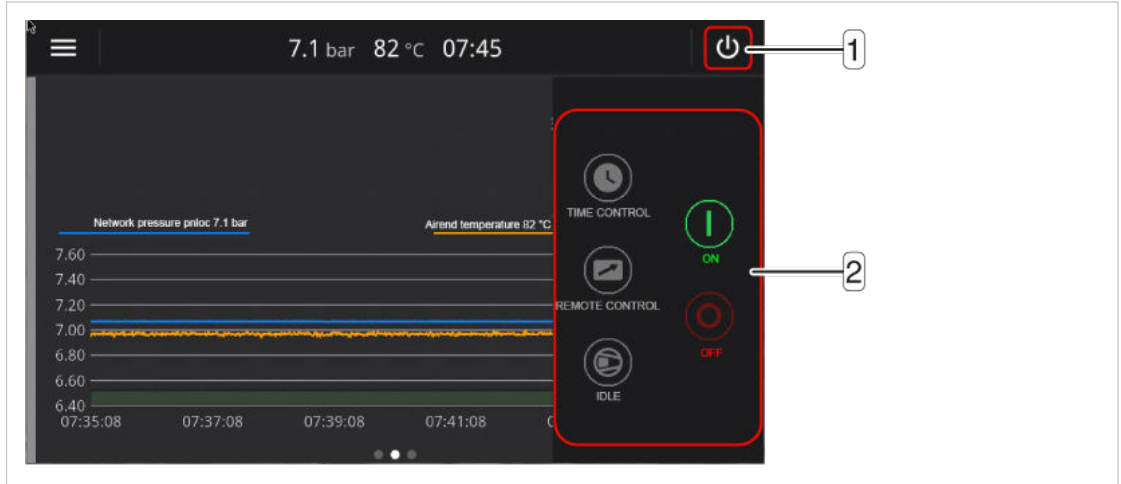 7.1 bar 82 °C 07:45
1
TIME CONTROL
Network pressure pnloc 7.1 bar
Airend temperature 82 °C
ON
2
7.60
7.40
REMOTE CONTROL
7.20
7.00
OFF
6.80
6.60
IDLE
6.40
07:35:08 07:37:08 07:39:08 07:41:08